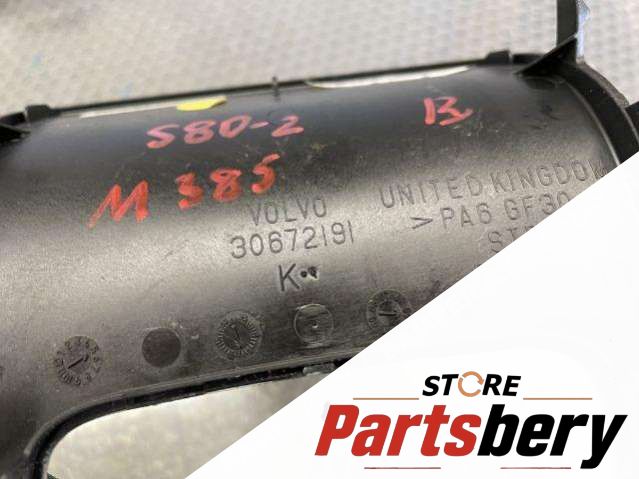 S80-2 B
M 385
VOLVO
30672191
K
UNITED KINGDOM
>PA6 GF30
STORE
Partsbery